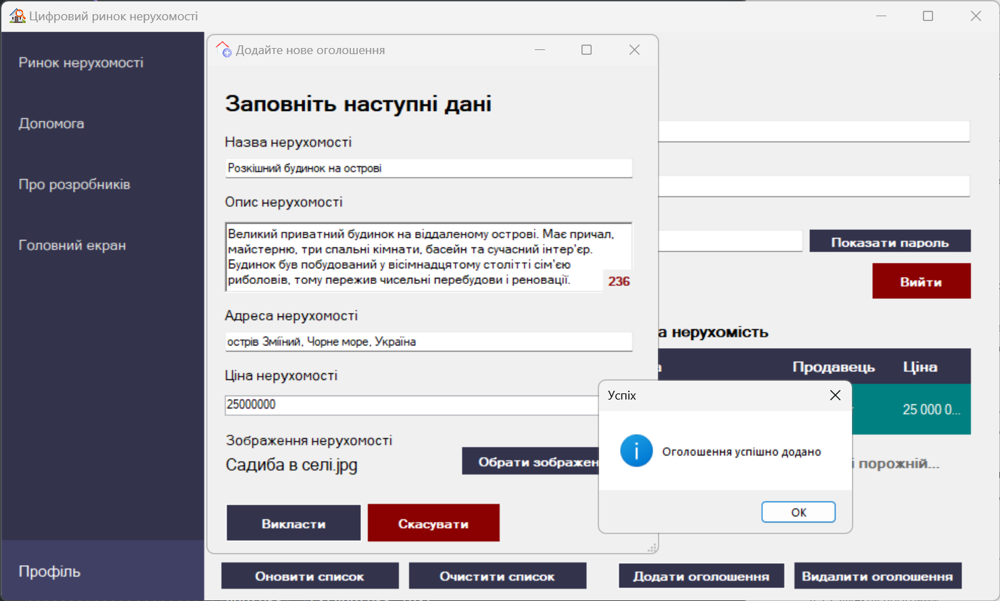 Цифровий ринок нерухомості
Ринок нерухомості
Допомога
Про розробників
Головний екран
Профіль
Додайте нове оголошення
Заповніть наступні дані
Назва нерухомості
Розкішний будинок на острові
Опис нерухомості
Великий приватний будинок на віддаленому острові. Має причал,
майстерню, три спальні кімнати, басейн та сучасний інтер'єр.
Будинок був побудований у вісімнадцятому столітті сім'єю
риболовів, тому пережив чисельні перебудови і реновації.
236
Адреса нерухомості
острів Зміїний, Чорне море, Україна
Ціна нерухомості
25000000
Зображення нерухомості
Садиба в селі.jpg
Обрати зображен
Викласти
Скасувати
Показати пароль
Вийти
а нерухомість
Продавець
Ціна
25 000 0...
і порожній...
Успіх
Оголошення успішно додано
OK
Оновити список
Очистити список
Додати оголошення
Видалити оголошення